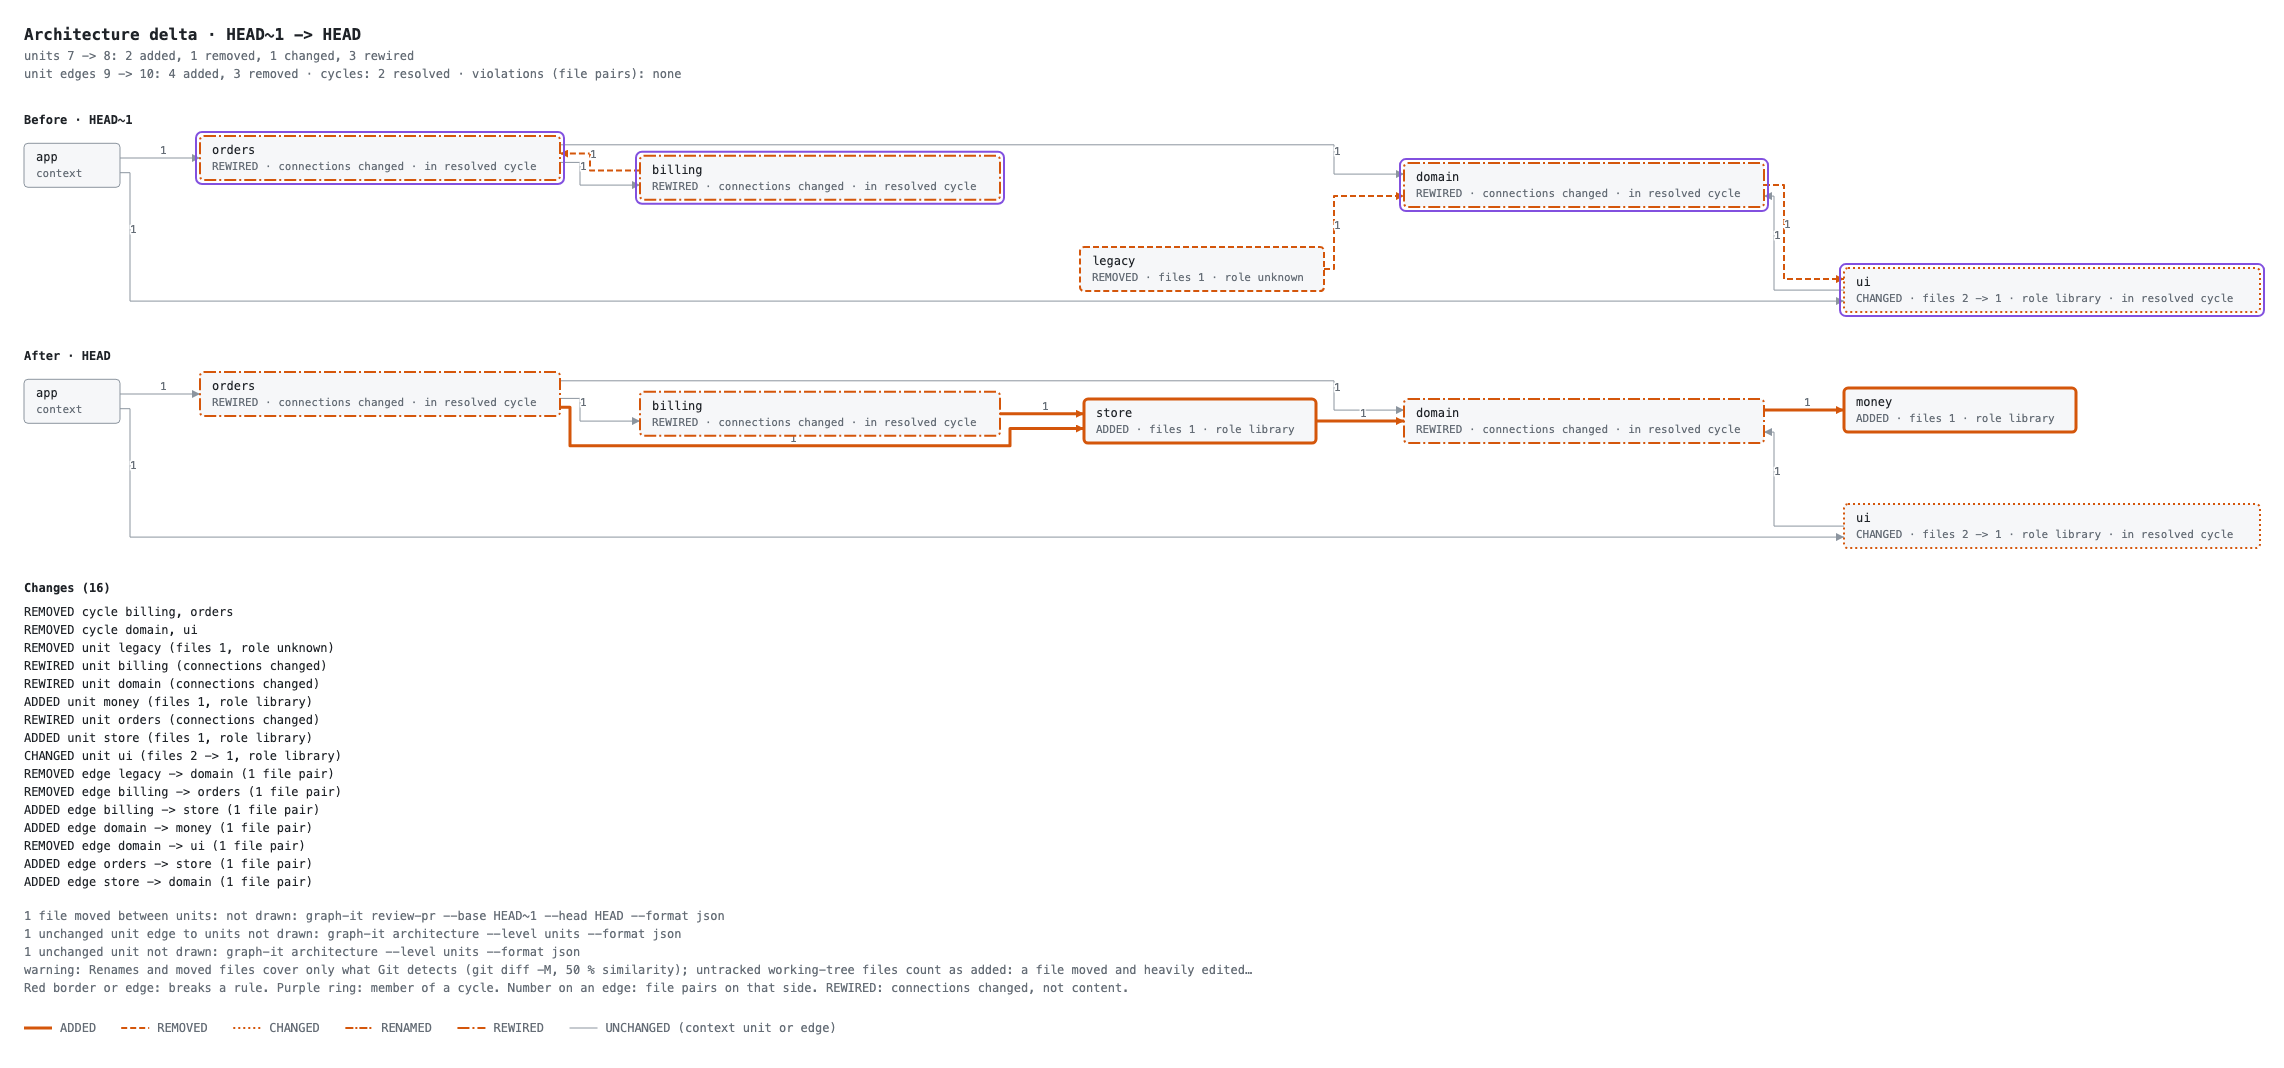 Architecture delta · HEAD~1 —> HEAD
units 7 —> 8: 2 added, 1 removed, 1 changed, 3 rewired
unit edges 9 —> 10: 4 added, 3 removed · cycles: 2 resolved · violations (file pairs): none
Before · HEAD~1
app
context
1
orders
REWIRED · connections changed · in resolved cycle
1
1
billing
REWIRED · connections changed · in resolved cycle
1
domain
REWIRED · connections changed · in resolved cycle
1
1
1
1
legacy
REMOVED · files 1 · role unknown
ui
CHANGED · files 2 —> 1 · role library · in resolved cycle
After · HEAD
app
context
1
orders
REWIRED · connections changed · in resolved cycle
1
billing
REWIRED · connections changed · in resolved cycle
1
1
store
ADDED · files 1 · role library
1
1
domain
REWIRED · connections changed · in resolved cycle
1
money
ADDED · files 1 · role library
1
1
ui
CHANGED · files 2 —> 1 · role library · in resolved cycle
Changes (16)
REMOVED cycle billing, orders
REMOVED cycle domain, ui
REMOVED unit legacy (files 1, role unknown)
REWIRED unit billing (connections changed)
REWIRED unit domain (connections changed)
ADDED unit money (files 1, role library)
REWIRED unit orders (connections changed)
ADDED unit store (files 1, role library)
CHANGED unit ui (files 2 —> 1, role library)
REMOVED edge legacy —> domain (1 file pair)
REMOVED edge billing —> orders (1 file pair)
ADDED edge billing —> store (1 file pair)
ADDED edge domain —> money (1 file pair)
REMOVED edge domain —> ui (1 file pair)
ADDED edge orders —> store (1 file pair)
ADDED edge store —> domain (1 file pair)
1 file moved between units: not drawn: graph-it review-pr --base HEAD~1 --head HEAD --format json
1 unchanged unit edge to units not drawn: graph-it architecture --level units --format json
1 unchanged unit not drawn: graph-it architecture --level units --format json
warning: Renames and moved files cover only what Git detects (git diff -M, 50 % similarity); untracked working-tree files count as added: a file moved and heavily edited…
Red border or edge: breaks a rule. Purple ring: member of a cycle. Number on an edge: file pairs on that side. REWIRED: connections changed, not content.
ADDED
REMOVED
CHANGED
RENAMED
REWIRED
UNCHANGED (context unit or edge)